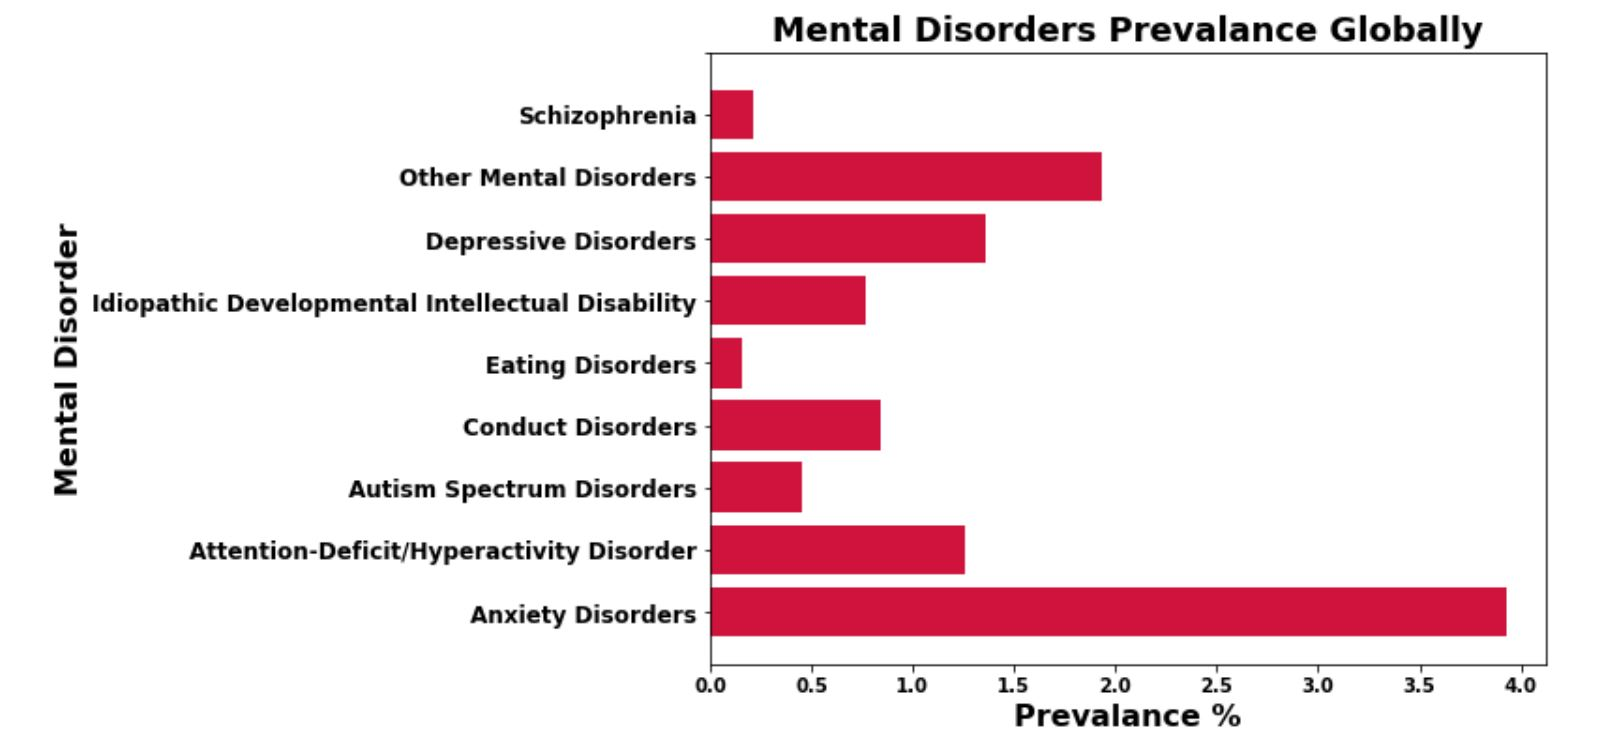 Mental Disorders Prevalance Globally
Schizophrenia
Other Mental Disorders
Depressive Disorders
Idiopathic Developmental Intellectual Disability
Eating Disorders
Conduct Disorders
Autism Spectrum Disorders
Attention-Deficit/Hyperactivity Disorder
Anxiety Disorders
Mental Disorder
0.0 0.5 1.0 1.5 2.0 2.5 3.0 3.5 4.0
Prevalance %